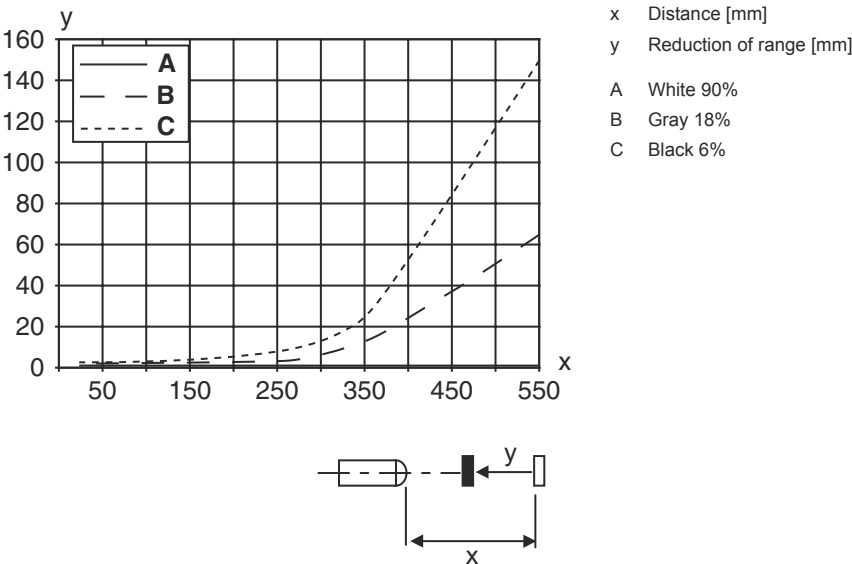 y
160
140
120
100
80
60
40
20
0
A
B
C
50 150 250 350 450 550
x
x Distance [mm]
y Reduction of range [mm]
A White 90%
B Gray 18%
C Black 6%
y
x